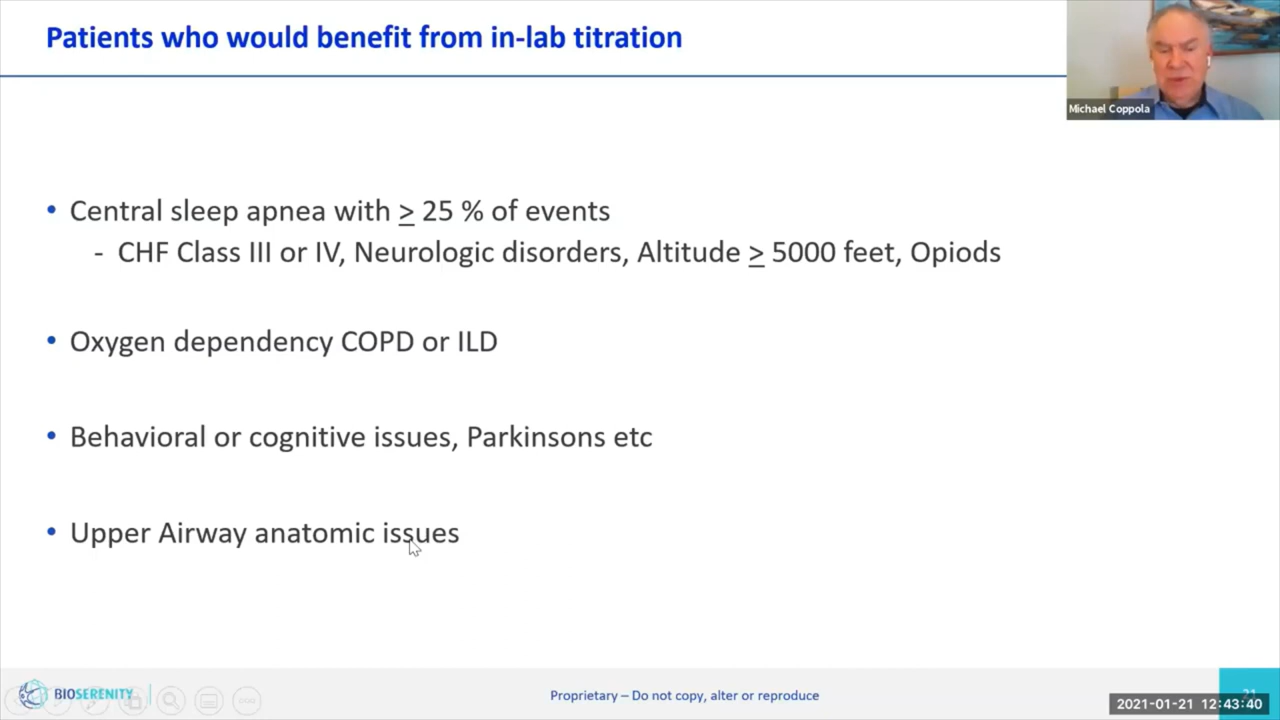 Patients who would benefit from in-lab titration
Michael Coppola
• Central sleep apnea with ≥ 25 % of events
- CHF Class III or IV, Neurologic disorders, Altitude ≥ 5000 feet, Opiods
• Oxygen dependency COPD or ILD
• Behavioral or cognitive issues, Parkinsons etc
• Upper Airway anatomic issues
BIOSERENITY
Proprietary – Do not copy, alter or reproduce
21
2021-01-21 12:43:40